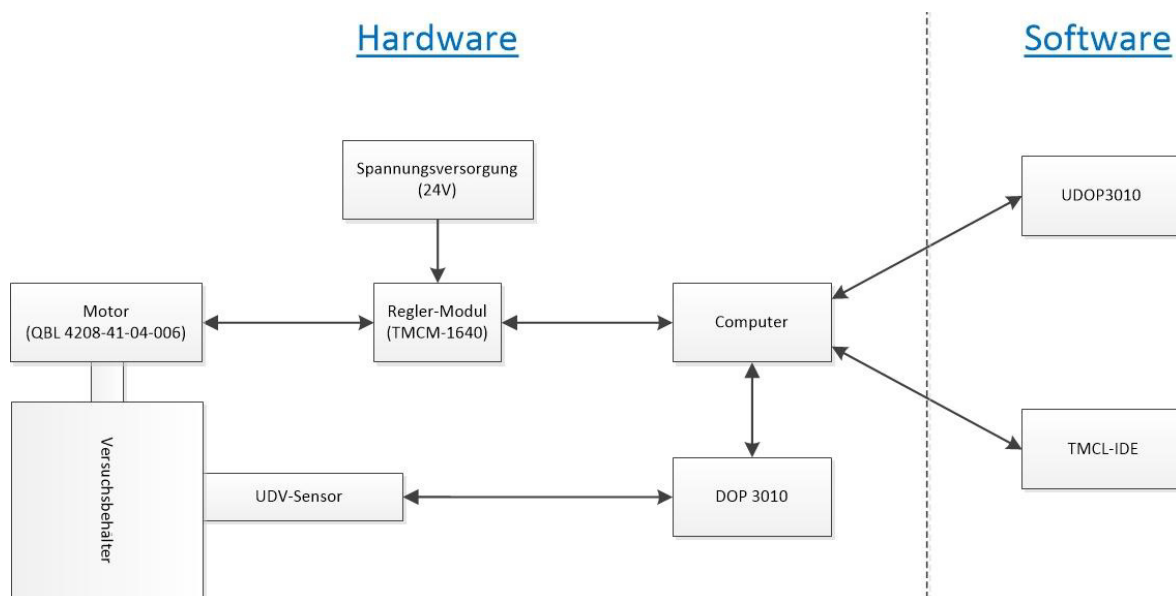 Hardware
Software
Spannungsversorgung
(24V)
UDOP3010
Motor
(QBL 4208-41-04-006)
Regler-Modul
(TMCM-1640)
Computer
Versuchsbehälter
UDV-Sensor
DOP 3010
TMCL-IDE